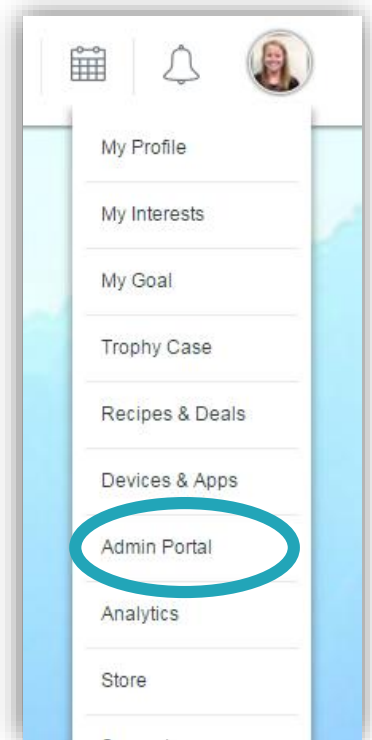 My Profile
My Interests
My Goal
Trophy Case
Recipes & Deals
Devices & Apps
Admin Portal
Analytics
Store